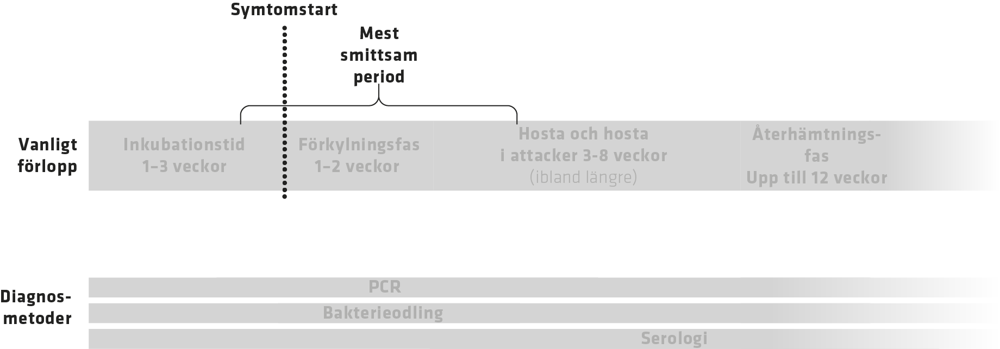 Symtomstart
Mest
smittsam
period
Vanligt
förlopp
Inkubationstid
1–3 veckor
Förkylningsfas
1–2 veckor
Hosta och hosta
i attacker 3-8 veckor
(ibland längre)
Återhämtnings-
fas
Upp till 12 veckor
Diagnos-
metoder
PCR
Bakterieodling
Serologi